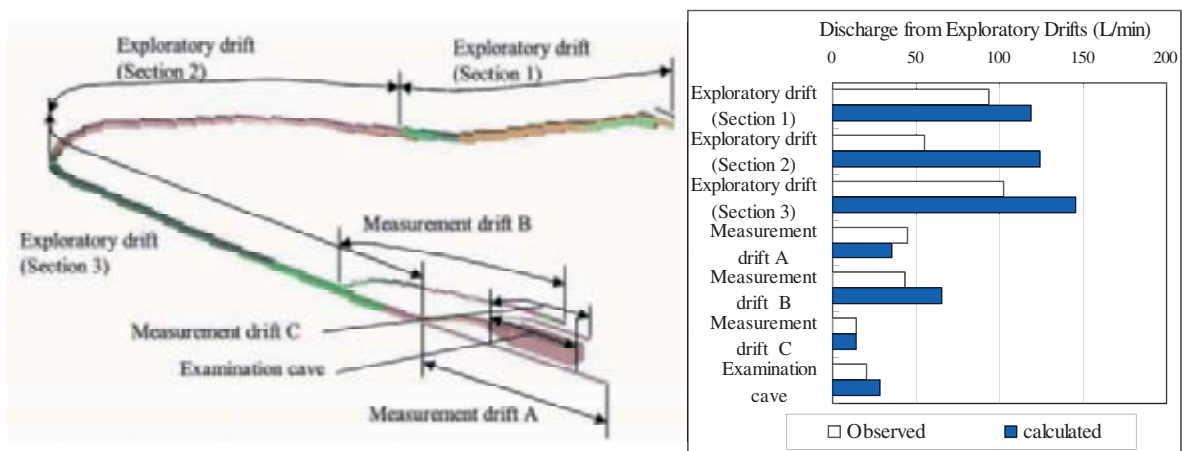 Exploratory drift
(Section 2)
Exploratory drift
(Section 1)
Exploratory drift
(Section 3)
Measurement drift B
Measurement drift C
Examination cave
Measurement drift A
Discharge from Exploratory Drifts (L/min)
0 50 100 150 200
Exploratory drift
(Section 1)
Exploratory drift
(Section 2)
Exploratory drift
(Section 3)
Measurement
drift A
Measurement
drift B
Measurement
drift C
Examination
cave
Observed calculated